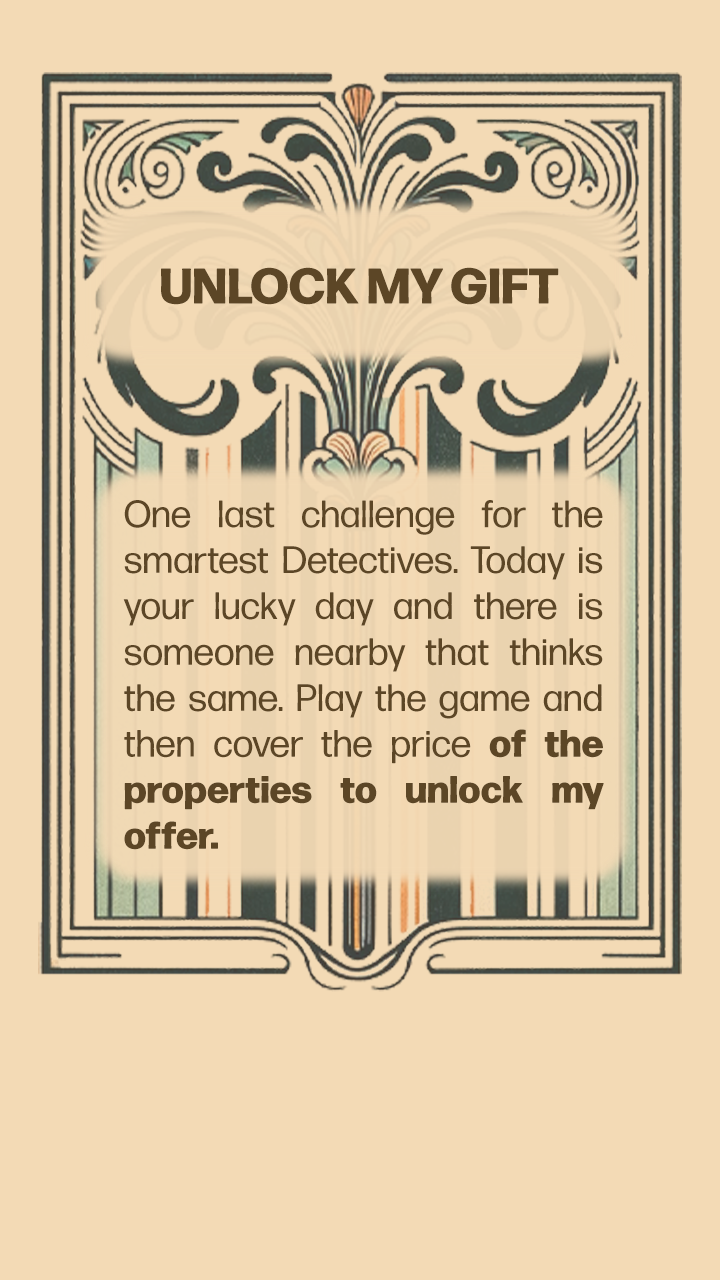 UNLOCK MY GIFT
One last challenge for the
smartest Detectives. Today is
your lucky day and there is
someone nearby that thinks
the same. Play the game and
then cover the price of the
properties to unlock my
offer.